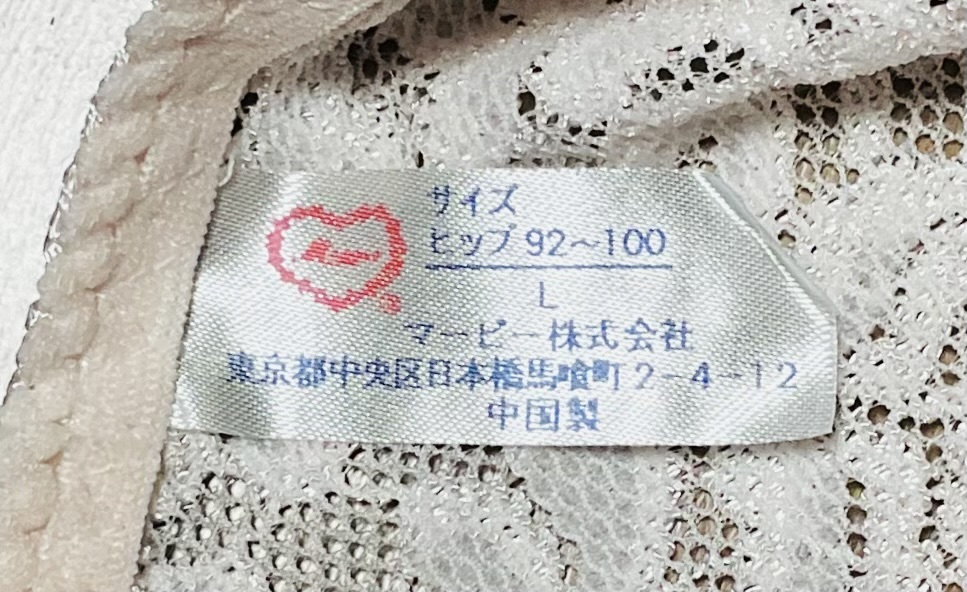 サイズ
ヒップ 92〜100
L
マーピー株式会社
東京都中央区日本橋馬喰町2-4-12
中国製